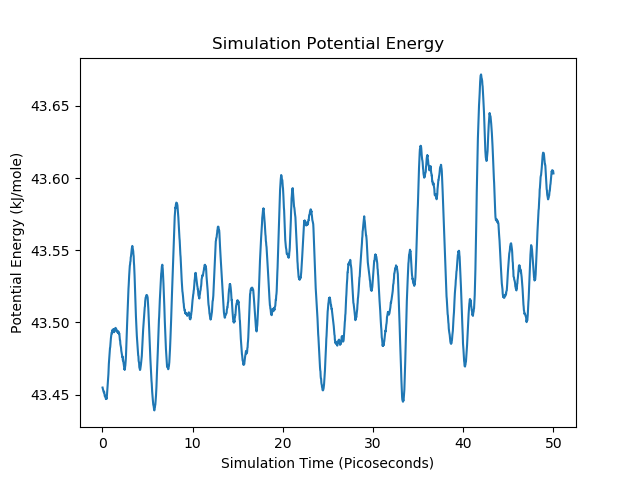 Simulation Potential Energy
Potential Energy (kJ/mole)
43.65
43.60
43.55
43.50
43.45
0 10 20 30 40 50
Simulation Time (Picoseconds)